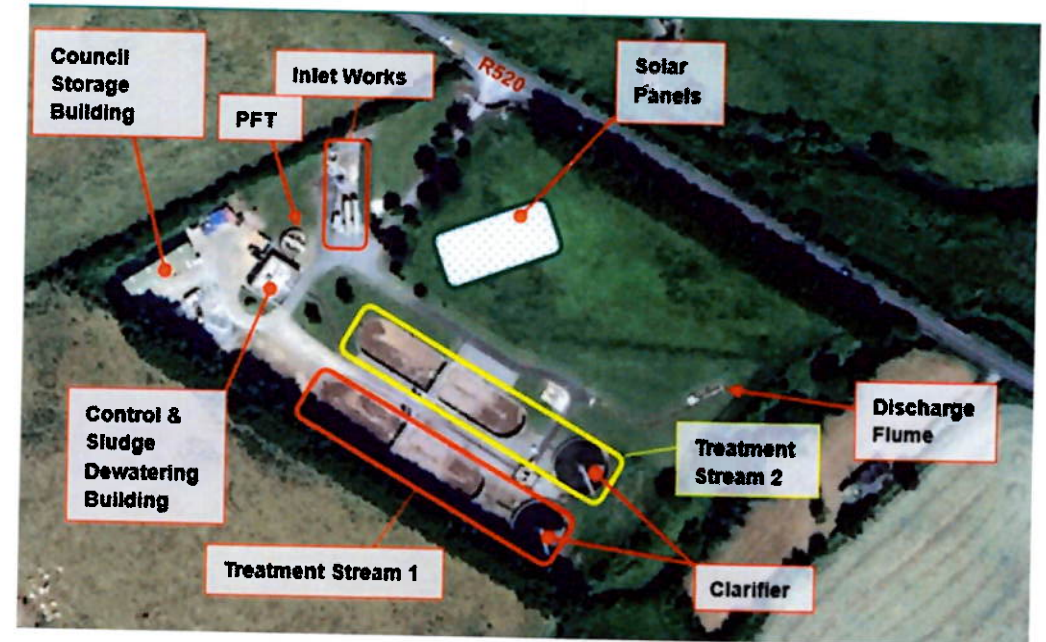 Council
Storage
Building
Inlet Works
PFT
R520
Solar
Panels
Control &
Sludge
Dewatering
Building
Discharge
Flume
Treatment
Stream 2
Treatment Stream 1
Clarifier